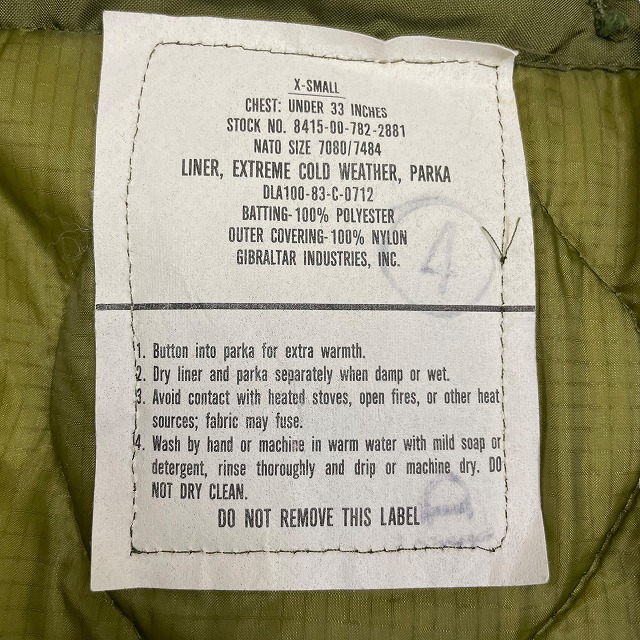 X-SMALL
CHEST: UNDER 33 INCHES
STOCK NO. 8415-00-782-2881
NATO SIZE 7080/7484
LINER, EXTREME COLD WEATHER, PARKA
DLA100-83-C-0712
BATTING-100% POLYESTER
OUTER COVERING-100% NYLON
GIBRALTAR INDUSTRIES, INC.
4
1. Button into parka for extra warmth.
2. Dry liner and parka separately when damp or wet.
3. Avoid contact with heated stoves, open fires, or other heat
sources; fabric may fuse.
4. Wash by hand or machine in warm water with mild soap or
detergent, rinse thoroughly and drip or machine dry. DO
NOT DRY CLEAN.
DO NOT REMOVE THIS LABEL